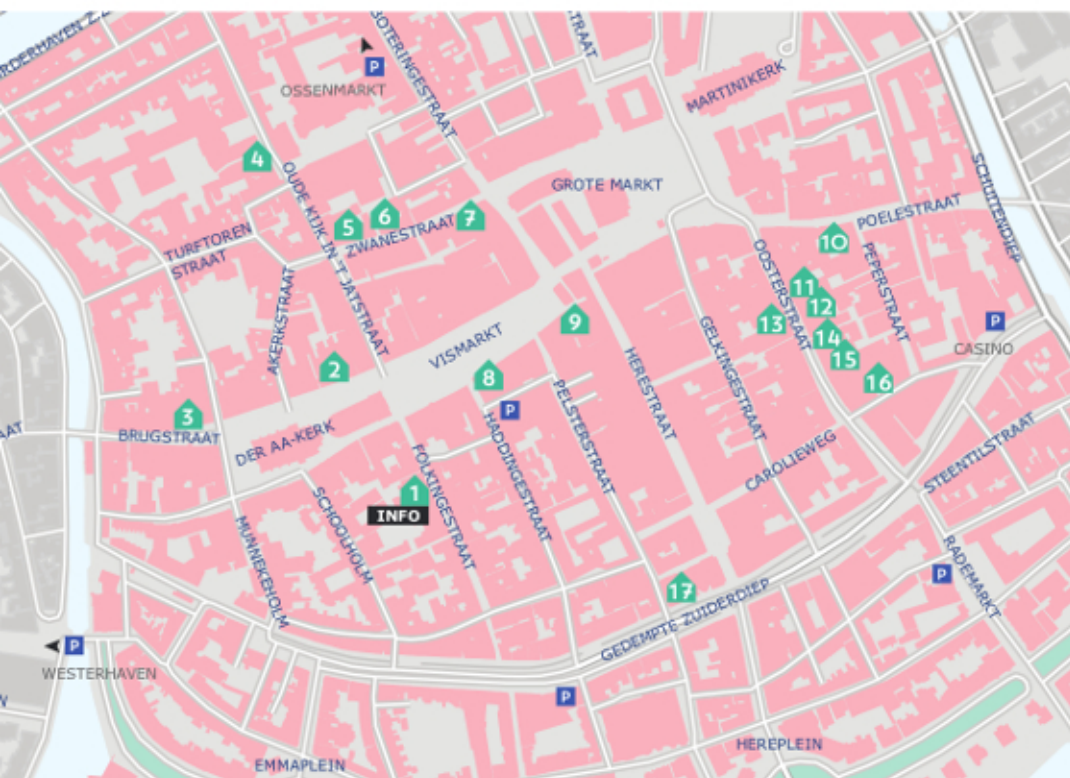 BOTERINGESTRAAT
TRAAT
P
OSSENMARKT
MARTINIKERK
4
OUDE KIJK IN 'T JATSTRAAT
GROTE MARKT
SCHUITENDIEP
5
6
7
ZWANESTRAAT
POELESTRAAT
TURFTOREN
STRAAT
10
OOSTERSTRAAT
PEPERSTRAAT
11
12
13
14
15
16
P
CASINO
AKERKSTRAAT
9
VISMARKT
GELKINGESTRAAT
HERESTRAAT
2
8
P
3
BRUGSTRAAT
AAT
DER AA-KERK
PELSTERSTRAAT
HADDINGESTRAAT
FOLKINGESTRAAT
CAROLIEWEG
STEENTILSTRAAT
1
INFO
SCHOOLHOLM
MUNNEKEHOLM
RADEMARKT
P
17
GEDEMPTE ZUIDERDIEP
P
WESTERHAVEN
P
HEREPLEIN
EMMAPLEIN